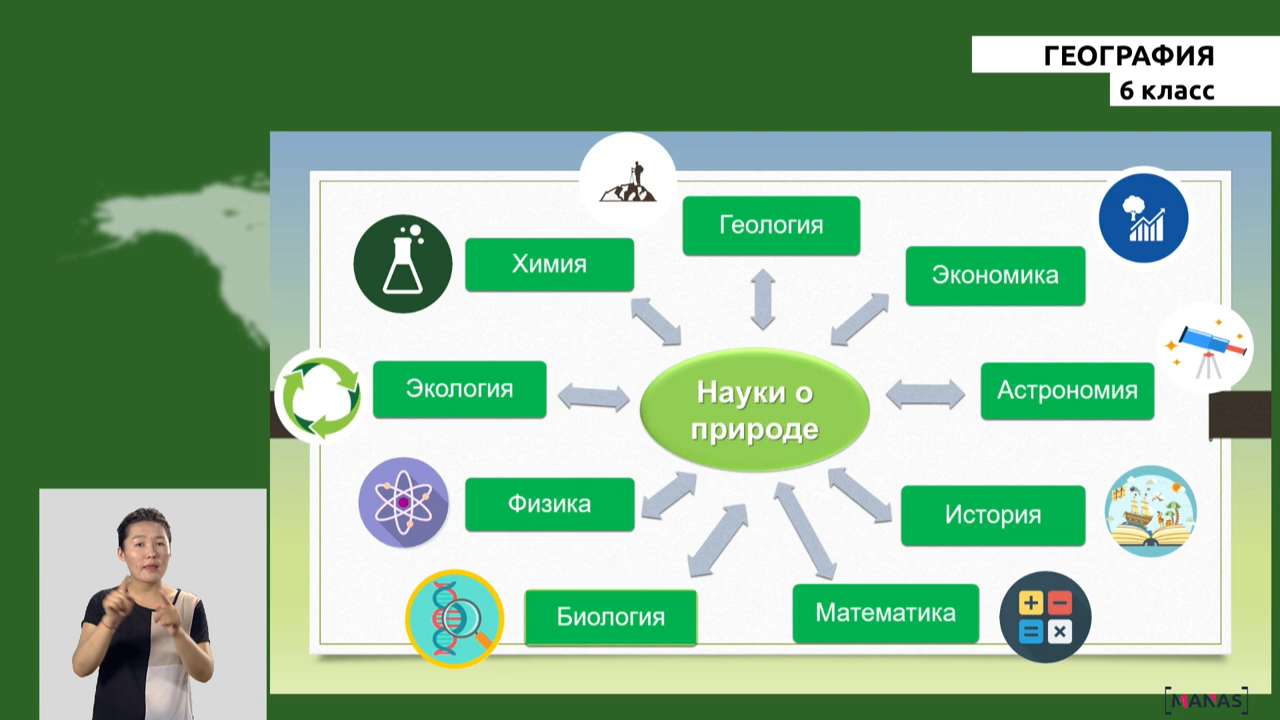 ГЕОГРАФИЯ
6 класс
Геология
Химия
Экономика
Экология
Науки о
природе
Астрономия
Физика
История
Биология
Математика
[MANAS]